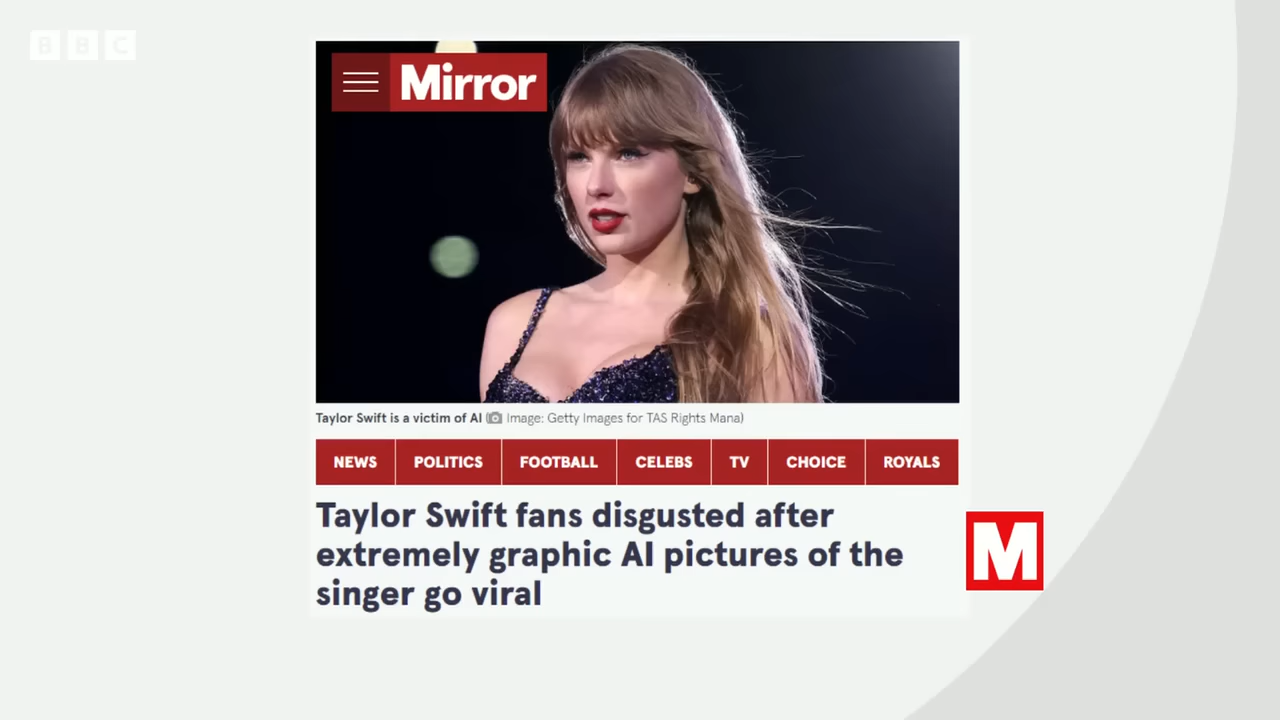 BBC
Mirror
Taylor Swift is a victim of AI (Image: Getty Images for TAS Rights Mana)
NEWS POLITICS FOOTBALL CELEBS TV CHOICE ROYALS
Taylor Swift fans disgusted after
extremely graphic AI pictures of the
singer go viral
M